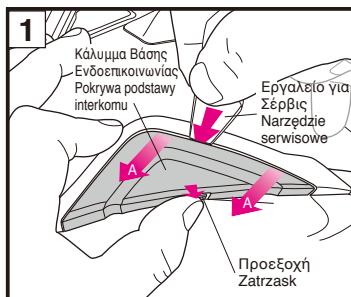 1
Κάλυμμα Βάσης
Ενδοεπικοινωνίας
Pokrywa podstawy
interkomu
Εργαλείο για
Σέρβις
Narzędzie
serwisowe
A
A
Προεξοχή
Zatrzask